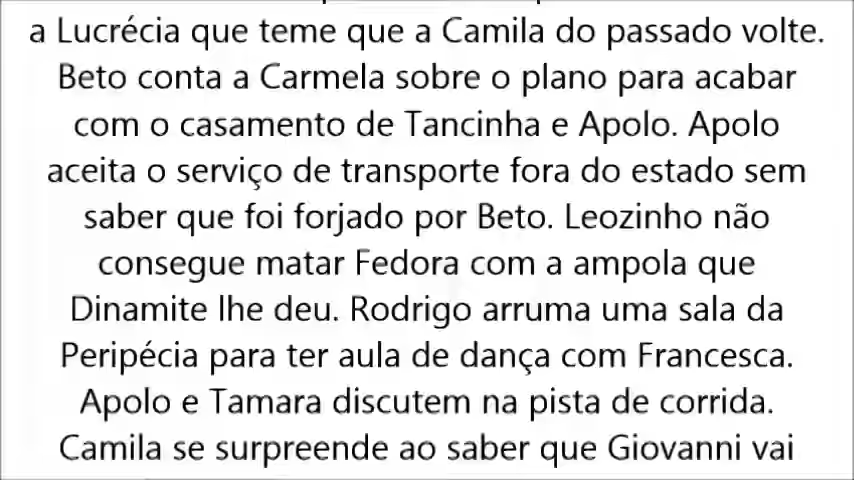 a Lucrécia que teme que a Camila do passado volte.
Beto conta a Carmela sobre o plano para acabar
com o casamento de Tancinha e Apolo. Apolo
aceita o serviço de transporte fora do estado sem
saber que foi forjado por Beto. Leozinho não
consegue matar Fedora com a ampola que
Dinamite lhe deu. Rodrigo arruma uma sala da
Peripécia para ter aula de dança com Francesca.
Apolo e Tamara discutem na pista de corrida.
Camila se surpreende ao saber que Giovanni vai